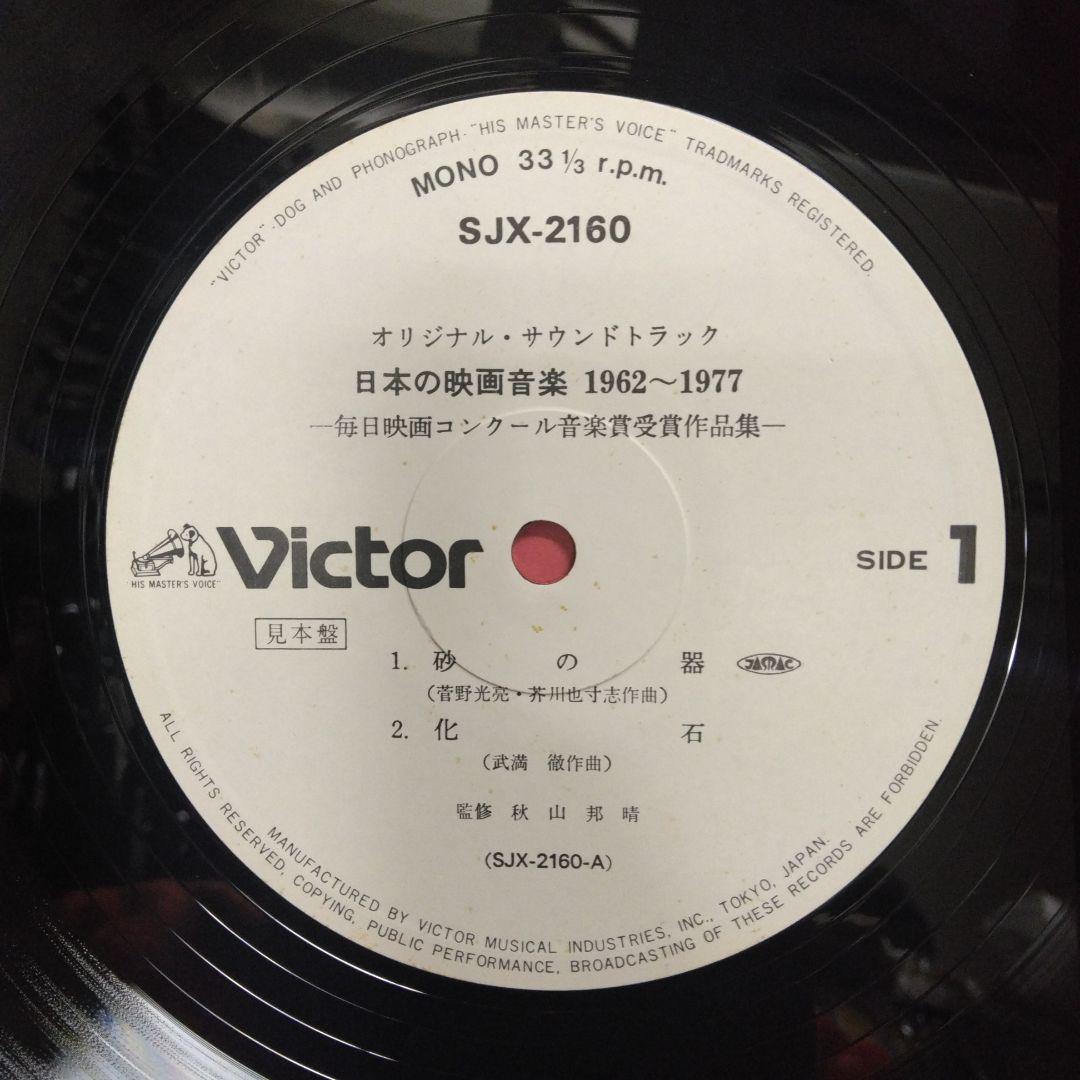 "VICTOR"-DOG AND PHONOGRAPH-"HIS MASTER'S VOICE" TRADMARKS REGISTERED.
MONO 33 1/3 r.p.m.
SJX-2160
オリジナル・サウンドトラック
日本の映画音楽 1962～1977
―毎日映画コンクール音楽賞受賞作品集―
Victor
"HIS MASTER'S VOICE"
SIDE 1
見本盤
1. 砂の器 JASRAC
(菅野光亮・芥川也寸志作曲)
2. 化石
(武満 徹作曲)
監修 秋山邦晴
(SJX-2160-A)
ALL RIGHTS RESERVED, COPYING, PUBLIC PERFORMANCE, BROADCASTING OF THESE RECORDS ARE FORBIDDEN.
MANUFACTURED BY VICTOR MUSICAL INDUSTRIES, INC., TOKYO, JAPAN.